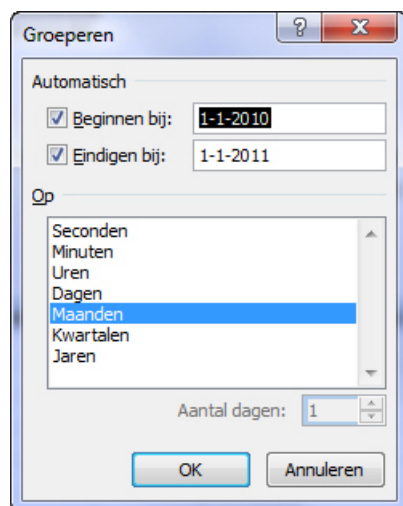 Groeperen
Automatisch
Beginnen bij: 1-1-2010
Eindigen bij: 1-1-2011
Op
Seconden
Minuten
Uren
Dagen
Maanden
Kwartalen
Jaren
Aantal dagen: 1
OK Annuleren